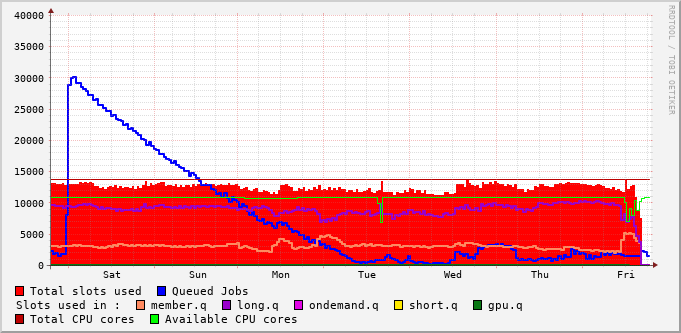 40000
35000
30000
25000
20000
15000
10000
5000
0
Sat Sun Mon Tue Wed Thu Fri
Total slots used Queued Jobs
Slots used in : member.q long.q ondemand.q short.q gpu.q
Total CPU cores Available CPU cores
RRDTOOL / TOBI OETIKER